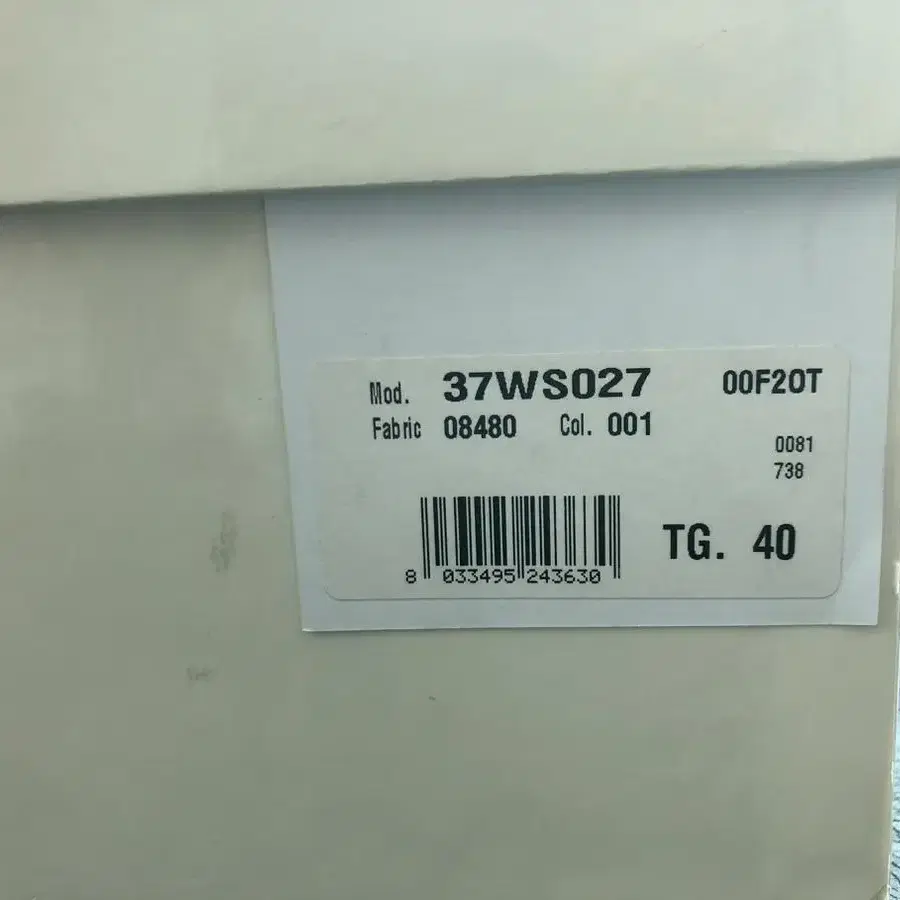 Mod. 37WS027 00F20T
Fabric 08480 Col. 001
0081
738
TG. 40
8 033495 243630